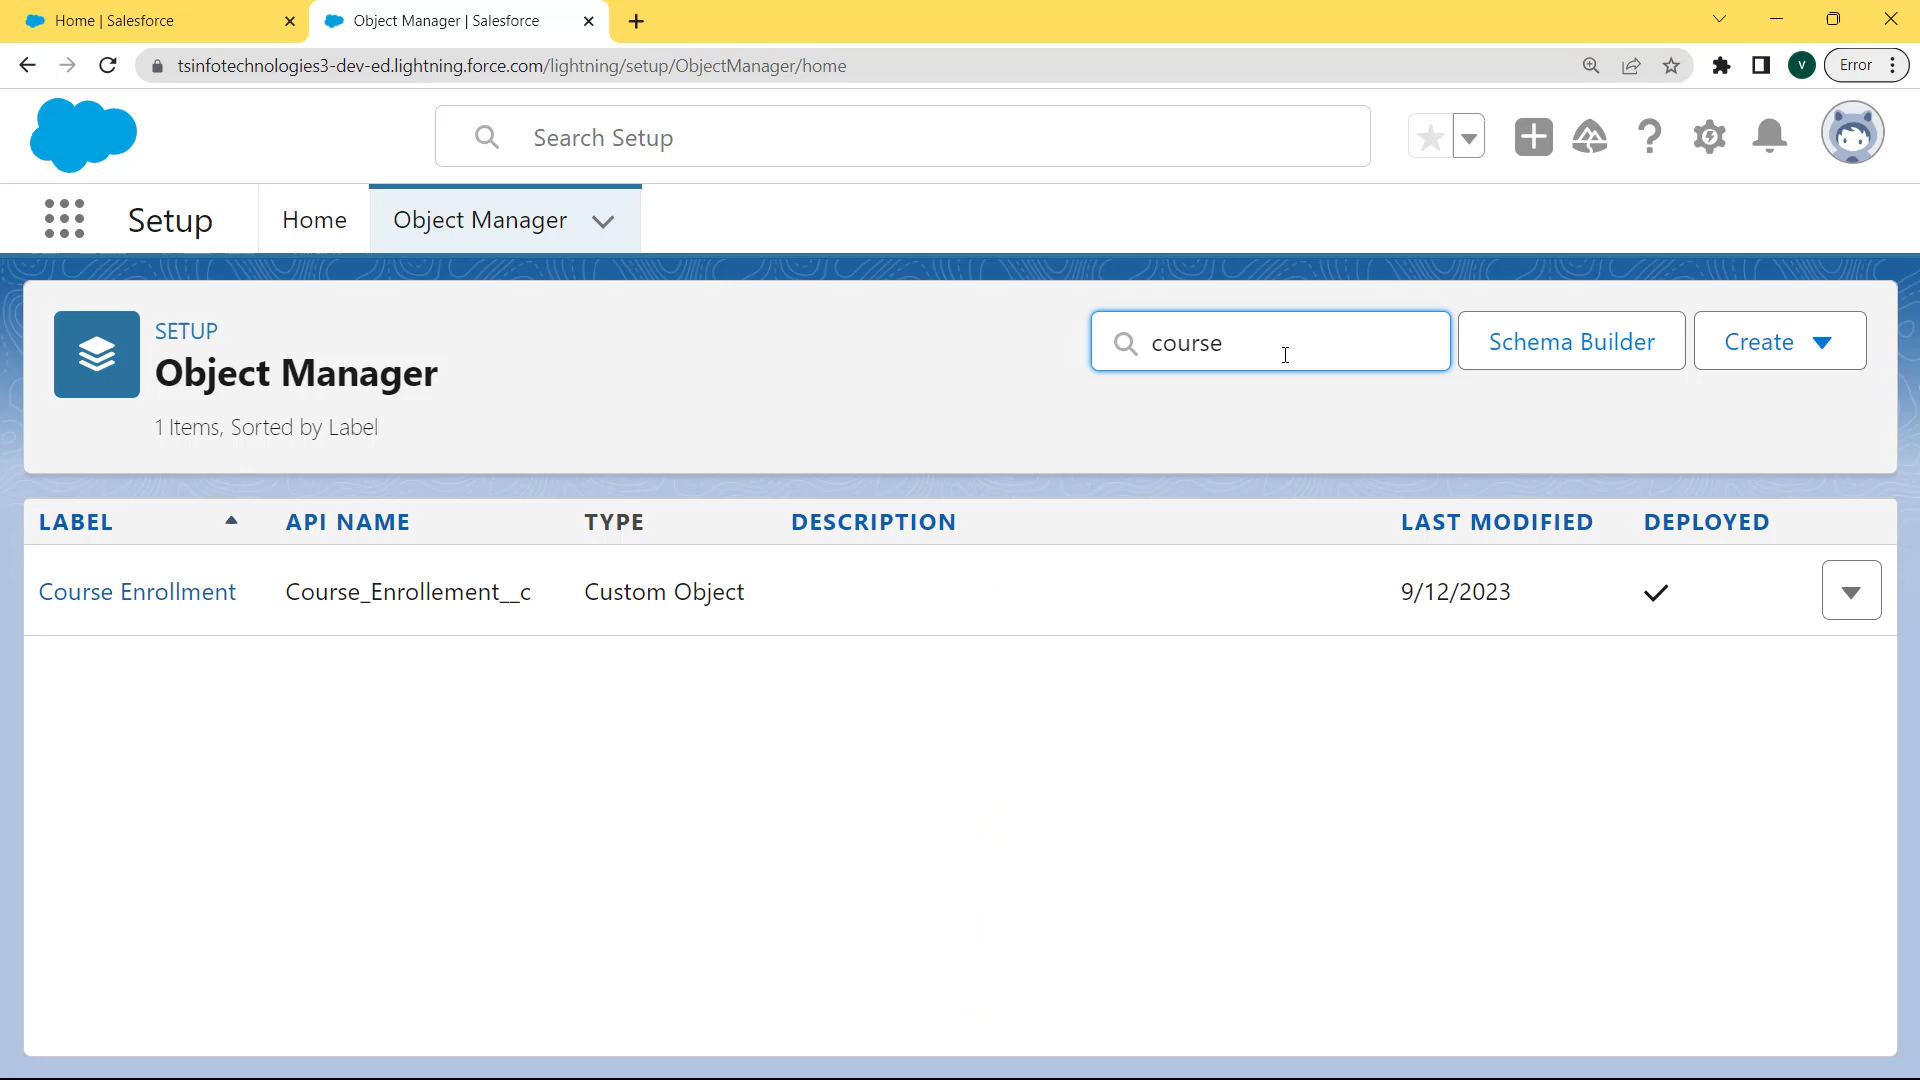 Home | Salesforce
Object Manager | Salesforce
tsinfotechnologies3-dev-ed.lightning.force.com/lightning/setup/ObjectManager/home
V
Error
Search Setup
Setup
Home
Object Manager
SETUP
Object Manager
1 Items, Sorted by Label
course
Schema Builder
Create
LABEL API NAME TYPE DESCRIPTION LAST MODIFIED DEPLOYED
Course Enrollment Course_Enrollement__c Custom Object 9/12/2023